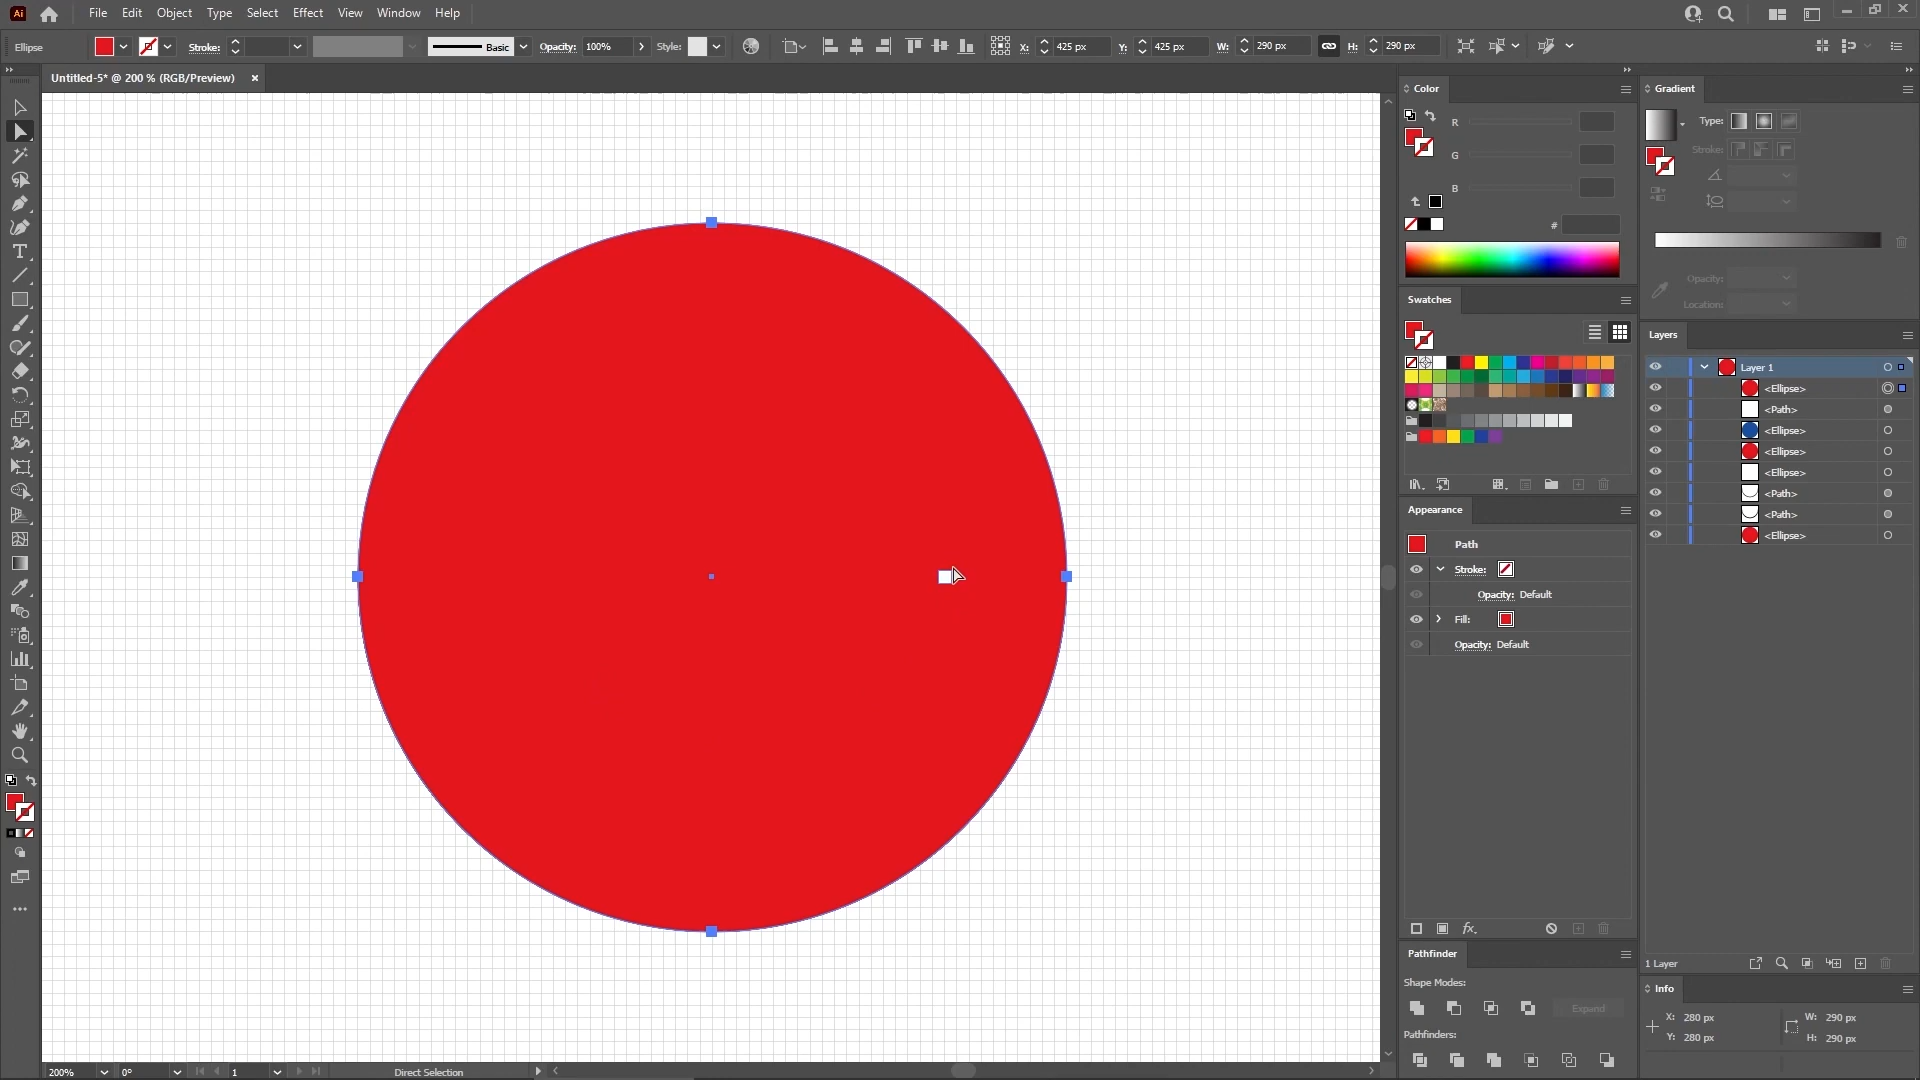 Ai File Edit Object Type Select Effect View Window Help
Ellipse Stroke: Basic Opacity: 100% Style: X: 425 px Y: 425 px W: 290 px H: 290 px
Untitled-5* @ 200 % (RGB/Preview)
Color
R
G
B
#
Swatches
Appearance
Path
Stroke:
Opacity: Default
Fill:
Opacity: Default
Pathfinder
Shape Modes:
Expand
Pathfinders:
Gradient
Type:
Stroke:
Opacity:
Location:
Layers
Layer 1
<Ellipse>
<Path>
<Ellipse>
<Ellipse>
<Ellipse>
<Path>
<Path>
<Ellipse>
1 Layer
Info
X: 280 px W: 290 px
Y: 280 px H: 290 px
200% 0° 1 Direct Selection